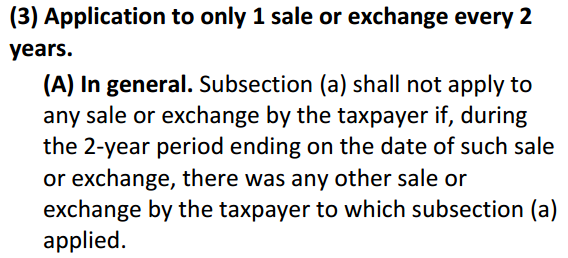 (3) Application to only 1 sale or exchange every 2
years.
(A) In general. Subsection (a) shall not apply to
any sale or exchange by the taxpayer if, during
the 2-year period ending on the date of such sale
or exchange, there was any other sale or
exchange by the taxpayer to which subsection (a)
applied.